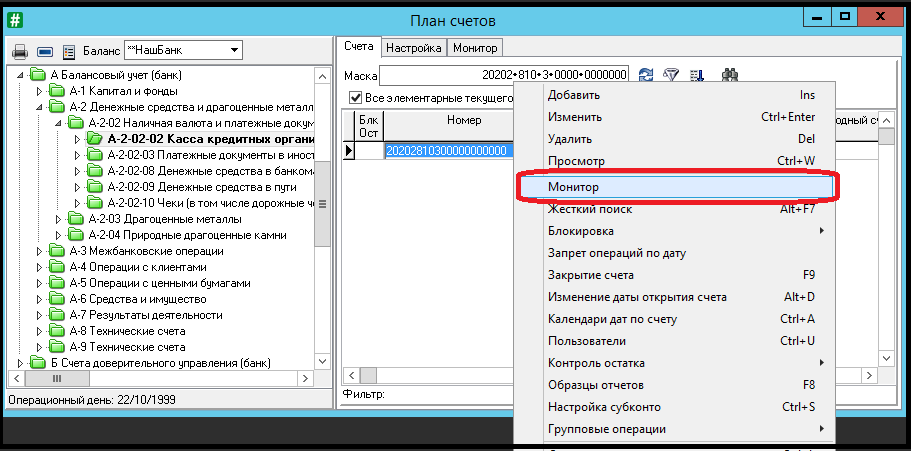 План счетов
Баланс **НашБанк
А Балансовый учет (банк)
А-1 Капитал и фонды
А-2 Денежные средства и драгоценные металл
А-2-02 Наличная валюта и платежные докум
А-2-02-02 Касса кредитных органи
А-2-02-03 Платежные документы в иност
А-2-02-08 Денежные средства в банкома
А-2-02-09 Денежные средства в пути
А-2-02-10 Чеки (в том числе дорожные че
А-2-03 Драгоценные металлы
А-2-04 Природные драгоценные камни
А-3 Межбанковские операции
А-4 Операции с клиентами
А-5 Операции с ценными бумагами
А-6 Средства и имущество
А-7 Результаты деятельности
А-8 Технические счета
А-9 Технические счета
Б Счета доверительного управления (банк)
Операционный день: 22/10/1999
Счета Настройка Монитор
Маска 20202*810*3*0000*0000000
Все элементарные текущего
Блк Ост Номер одный сч
20202810300000000000
Фильтр:
Добавить Ins
Изменить Ctrl+Enter
Удалить Del
Просмотр Ctrl+W
Монитор
Жесткий поиск Alt+F7
Блокировка
Запрет операций по дату
Закрытие счета F9
Изменение даты открытия счета Alt+D
Календари дат по счету Ctrl+A
Пользователи Ctrl+U
Контроль остатка
Образцы отчетов F8
Настройка субконто Ctrl+S
Групповые операции